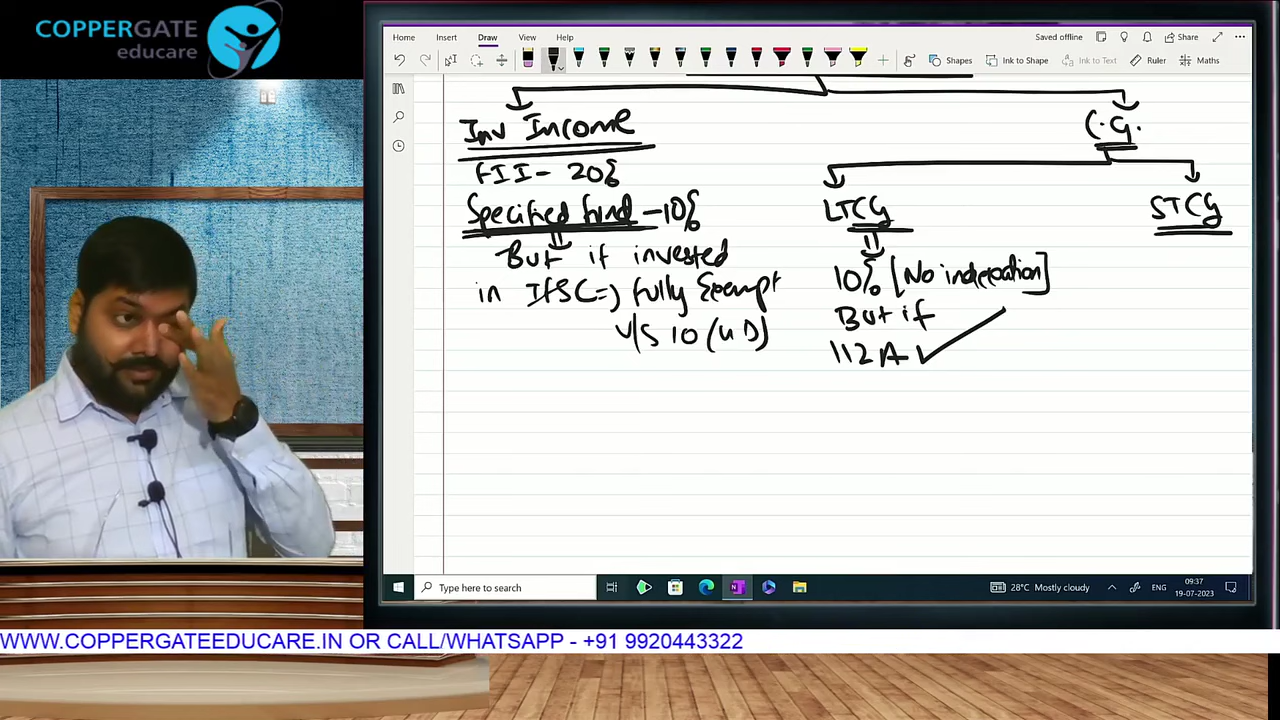 COPPERGATE
educare
Home Insert Draw View Help
Saved offline
Share
Shapes
Ink to Shape
Ink to Text
Ruler
Maths
Inv Income
FII - 20%
Specified fund - 10%
But if invested
in IFSC => fully Exempt
u/s 10(4D)
C.G.
LTCG
STCG
10% [No indexation]
But if
112A ✓
Type here to search
28°C Mostly cloudy
ENG
09:37
19-07-2023
WWW.COPPERGATEEDUCARE.IN OR CALL/WHATSAPP - +91 9920443322